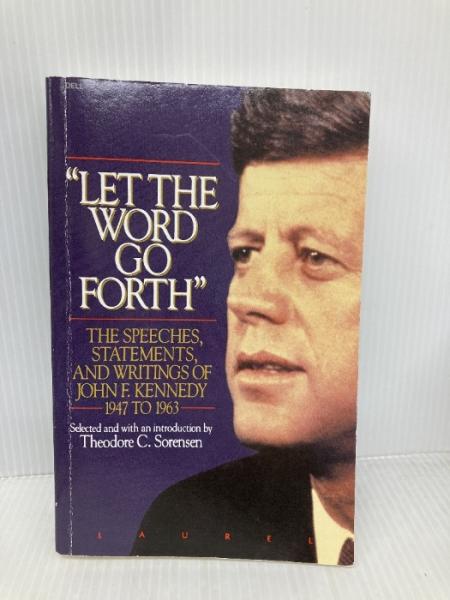 DELL
"LET THE
WORD
GO
FORTH"
THE SPEECHES,
STATEMENTS,
AND WRITINGS OF
JOHN F. KENNEDY
1947 TO 1963
Selected and with an introduction by
Theodore C. Sorensen
LAUREL